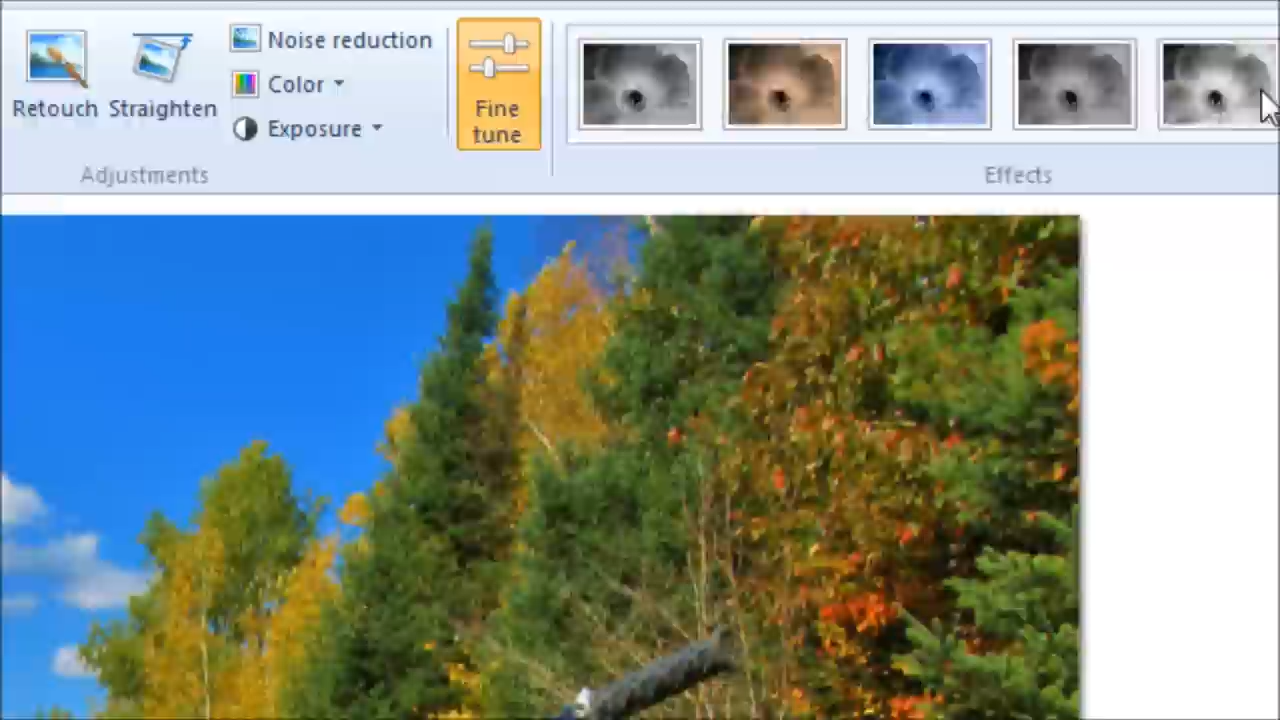 Retouch
Straighten
Noise reduction
Color
Exposure
Fine
tune
Adjustments
Effects